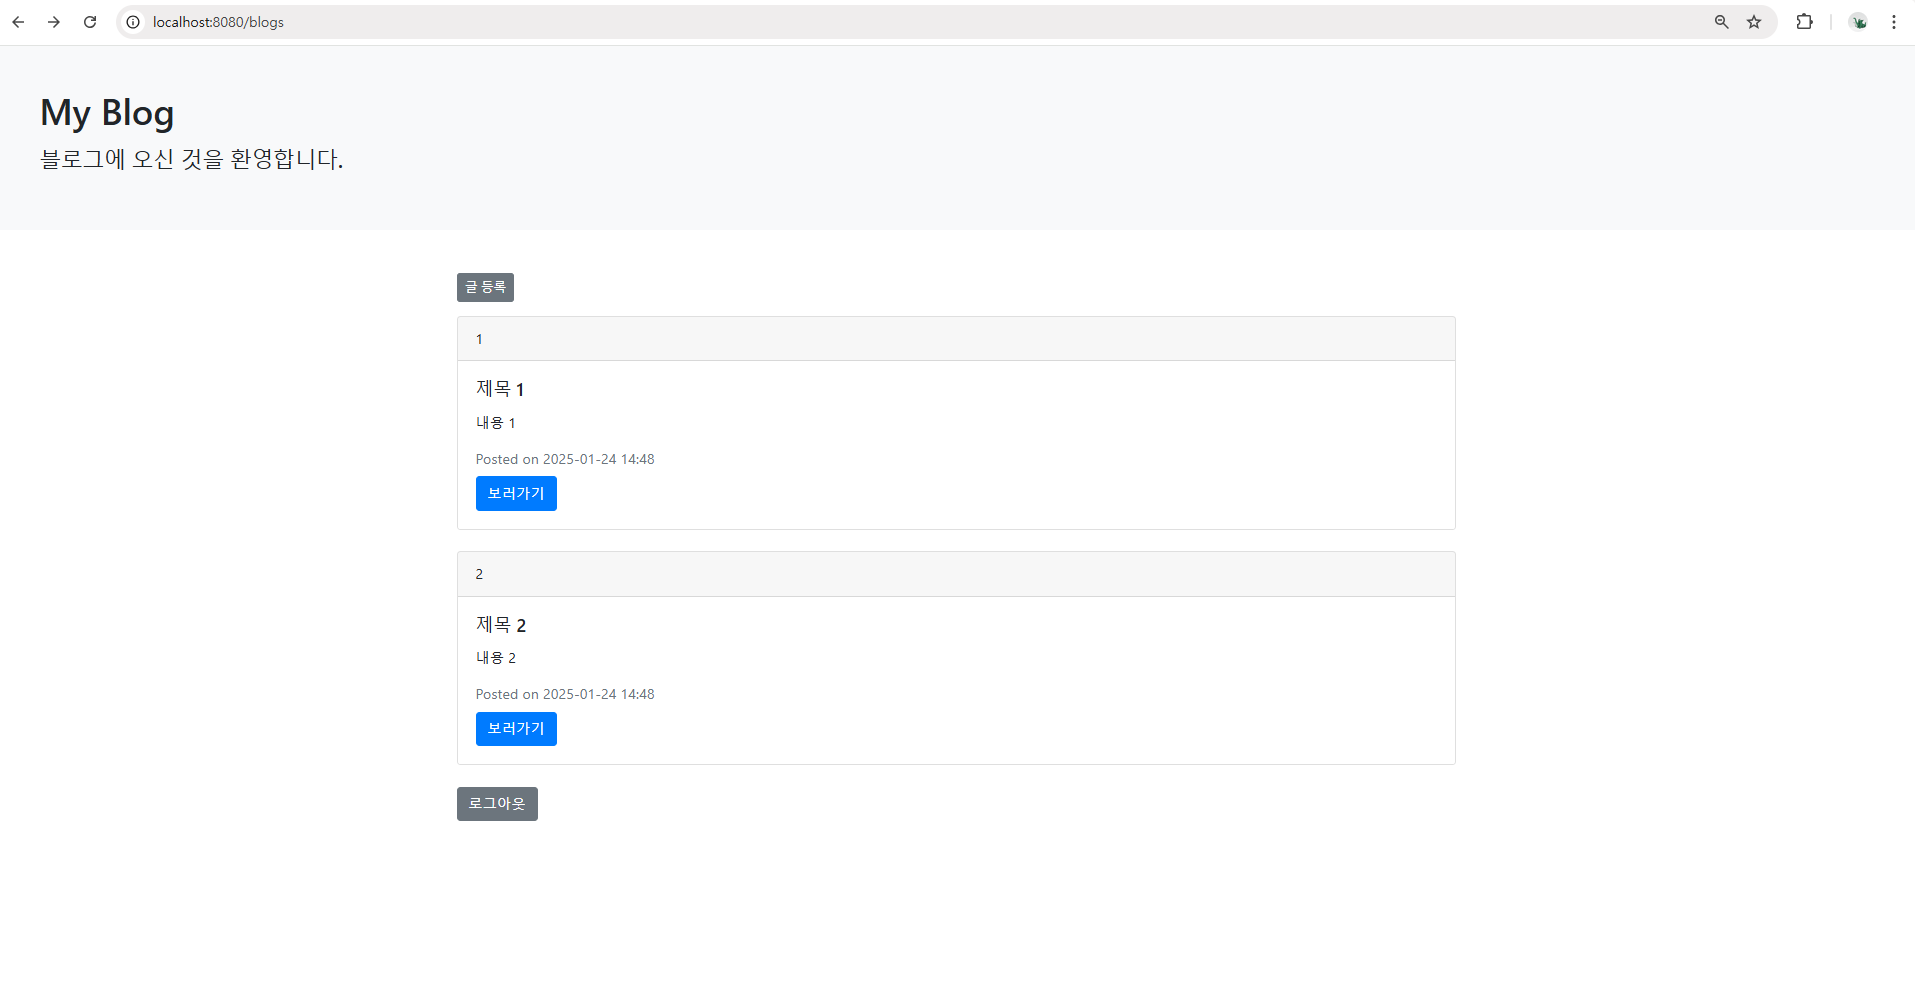 localhost:8080/blogs
My Blog
블로그에 오신 것을 환영합니다.
글 등록
1
제목 1
내용 1
Posted on 2025-01-24 14:48
보러가기
2
제목 2
내용 2
Posted on 2025-01-24 14:48
보러가기
로그아웃